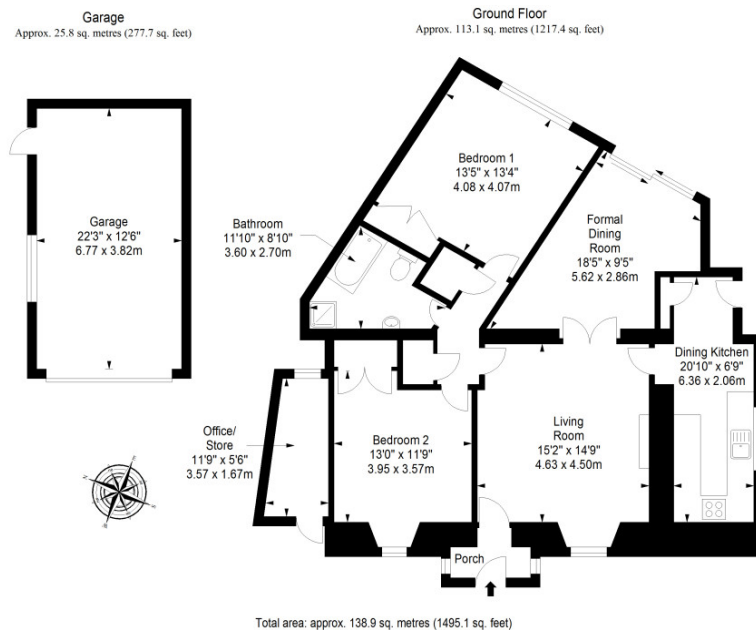 Garage
Approx. 25.8 sq. metres (277.7 sq. feet)
Ground Floor
Approx. 113.1 sq. metres (1217.4 sq. feet)
Garage
22'3" x 12'6"
6.77 x 3.82m
Bedroom 1
13'5" x 13'4"
4.08 x 4.07m
Bathroom
11'10" x 8'10"
3.60 x 2.70m
Formal
Dining
Room
18'5" x 9'5"
5.62 x 2.86m
Dining Kitchen
20'10" x 6'9"
6.36 x 2.06m
Office/
Store
11'9" x 5'6"
3.57 x 1.67m
Bedroom 2
13'0" x 11'9"
3.95 x 3.57m
Living
Room
15'2" x 14'9"
4.63 x 4.50m
Porch
Total area: approx. 138.9 sq. metres (1495.1 sq. feet)